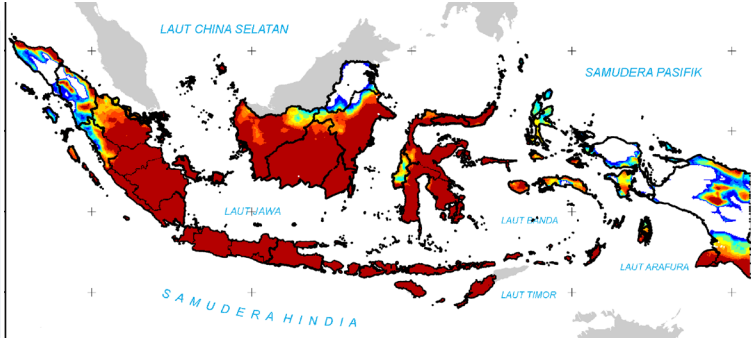 LAUT CHINA SELATAN
SAMUDERA PASIFIK
LAUT JAWA
LAUT BANDA
LAUT ARAFURA
LAUT TIMOR
SAMUDERA HINDIA